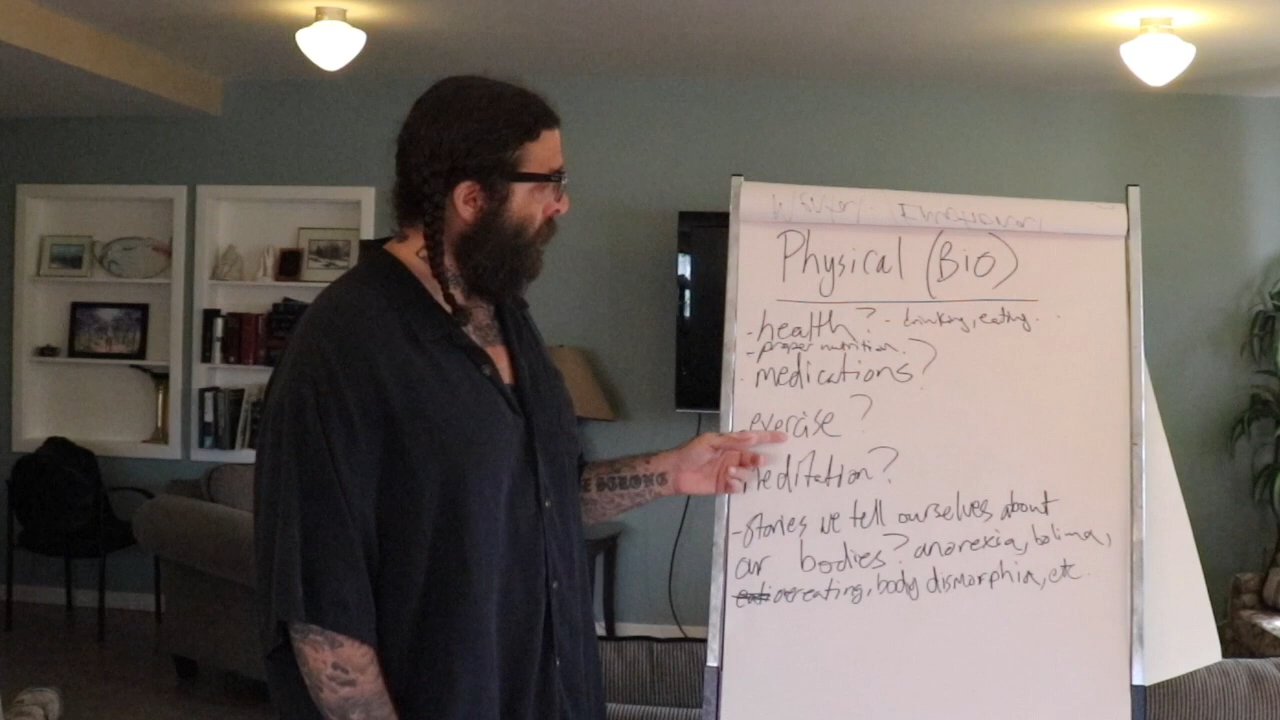 Physical (Bio)
- health? - drinking, eating...
- proper nutrition.
- medications?
- exercise?
meditation?
- Stories we tell ourselves about
our bodies? anorexia, bolima,
overeating, body dismorphia, etc.
E STRONG